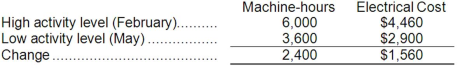 Machine-hours Electrical Cost
High activity level (February).......... 6,000 $4,460
Low activity level (May) ................. 3,600 $2,900
Change ........................................ 2,400 $1,560